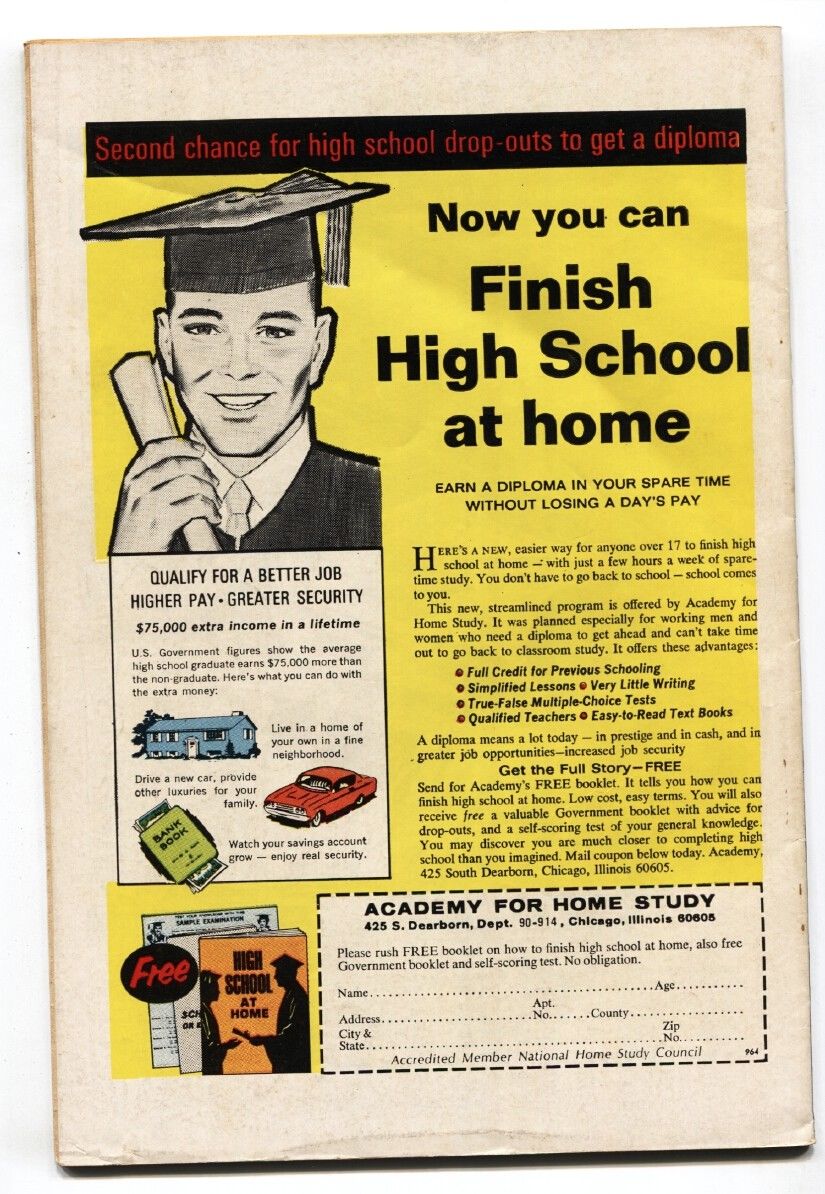 Second chance for high school drop-outs to get a diploma
Now you can
Finish
High School
at home
EARN A DIPLOMA IN YOUR SPARE TIME
WITHOUT LOSING A DAY'S PAY
HERE'S A NEW, easier way for anyone over 17 to finish high
school at home — with just a few hours a week of spare-
time study. You don't have to go back to school — school comes
to you.
This new, streamlined program is offered by Academy for
Home Study. It was planned especially for working men and
women who need a diploma to get ahead and can't take time
out to go back to classroom study. It offers these advantages:
• Full Credit for Previous Schooling
• Simplified Lessons • Very Little Writing
• True-False Multiple-Choice Tests
• Qualified Teachers • Easy-to-Read Text Books
A diploma means a lot today — in prestige and in cash, and in
greater job opportunities—increased job security
Get the Full Story—FREE
Send for Academy's FREE booklet. It tells you how you can
finish high school at home. Low cost, easy terms. You will also
receive free a valuable Government booklet with advice for
drop-outs, and a self-scoring test of your general knowledge.
You may discover you are much closer to completing high
school than you imagined. Mail coupon below today. Academy,
425 South Dearborn, Chicago, Illinois 60605.
QUALIFY FOR A BETTER JOB
HIGHER PAY • GREATER SECURITY
$75,000 extra income in a lifetime
U.S. Government figures show the average
high school graduate earns $75,000 more than
the non-graduate. Here's what you can do with
the extra money:
Live in a home of
your own in a fine
neighborhood.
Drive a new car, provide
other luxuries for your
family.
BANK
BOOK
Watch your savings account
grow — enjoy real security.
TEST YOUR KNOWLEDGE WITH THIS
SAMPLE EXAMINATION
Free
HIGH
SCHOOL
AT
HOME
SCH
OR
ACADEMY FOR HOME STUDY
425 S. Dearborn, Dept. 90-914, Chicago, Illinois 60605
Please rush FREE booklet on how to finish high school at home, also free
Government booklet and self-scoring test. No obligation.
Name..........Age..........
Apt.
Address..........No.......County..........
City & Zip
State..........No..........
Accredited Member National Home Study Council 964